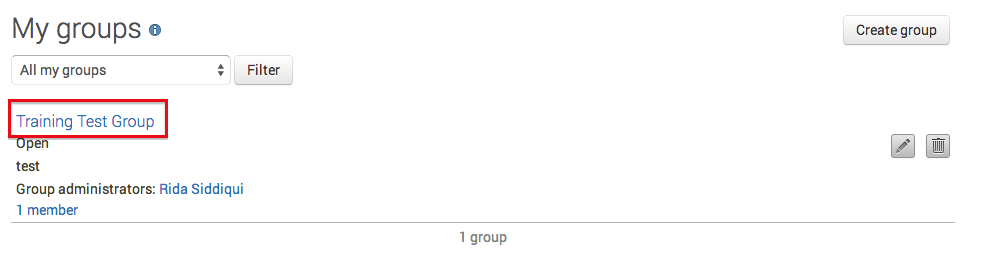 My groups
Create group
All my groups
Filter
Training Test Group
Open
test
Group administrators: Rida Siddiqui
1 member
1 group